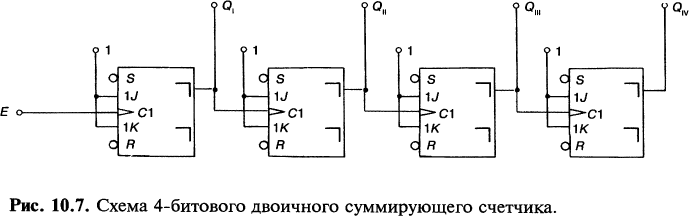 Q_I Q_II Q_III Q_IV
1 1 1 1
S S S S
1J 1J 1J 1J
E C1 C1 C1 C1
1K 1K 1K 1K
R R R R
Рис. 10.7. Схема 4-битового двоичного суммирующего счетчика.